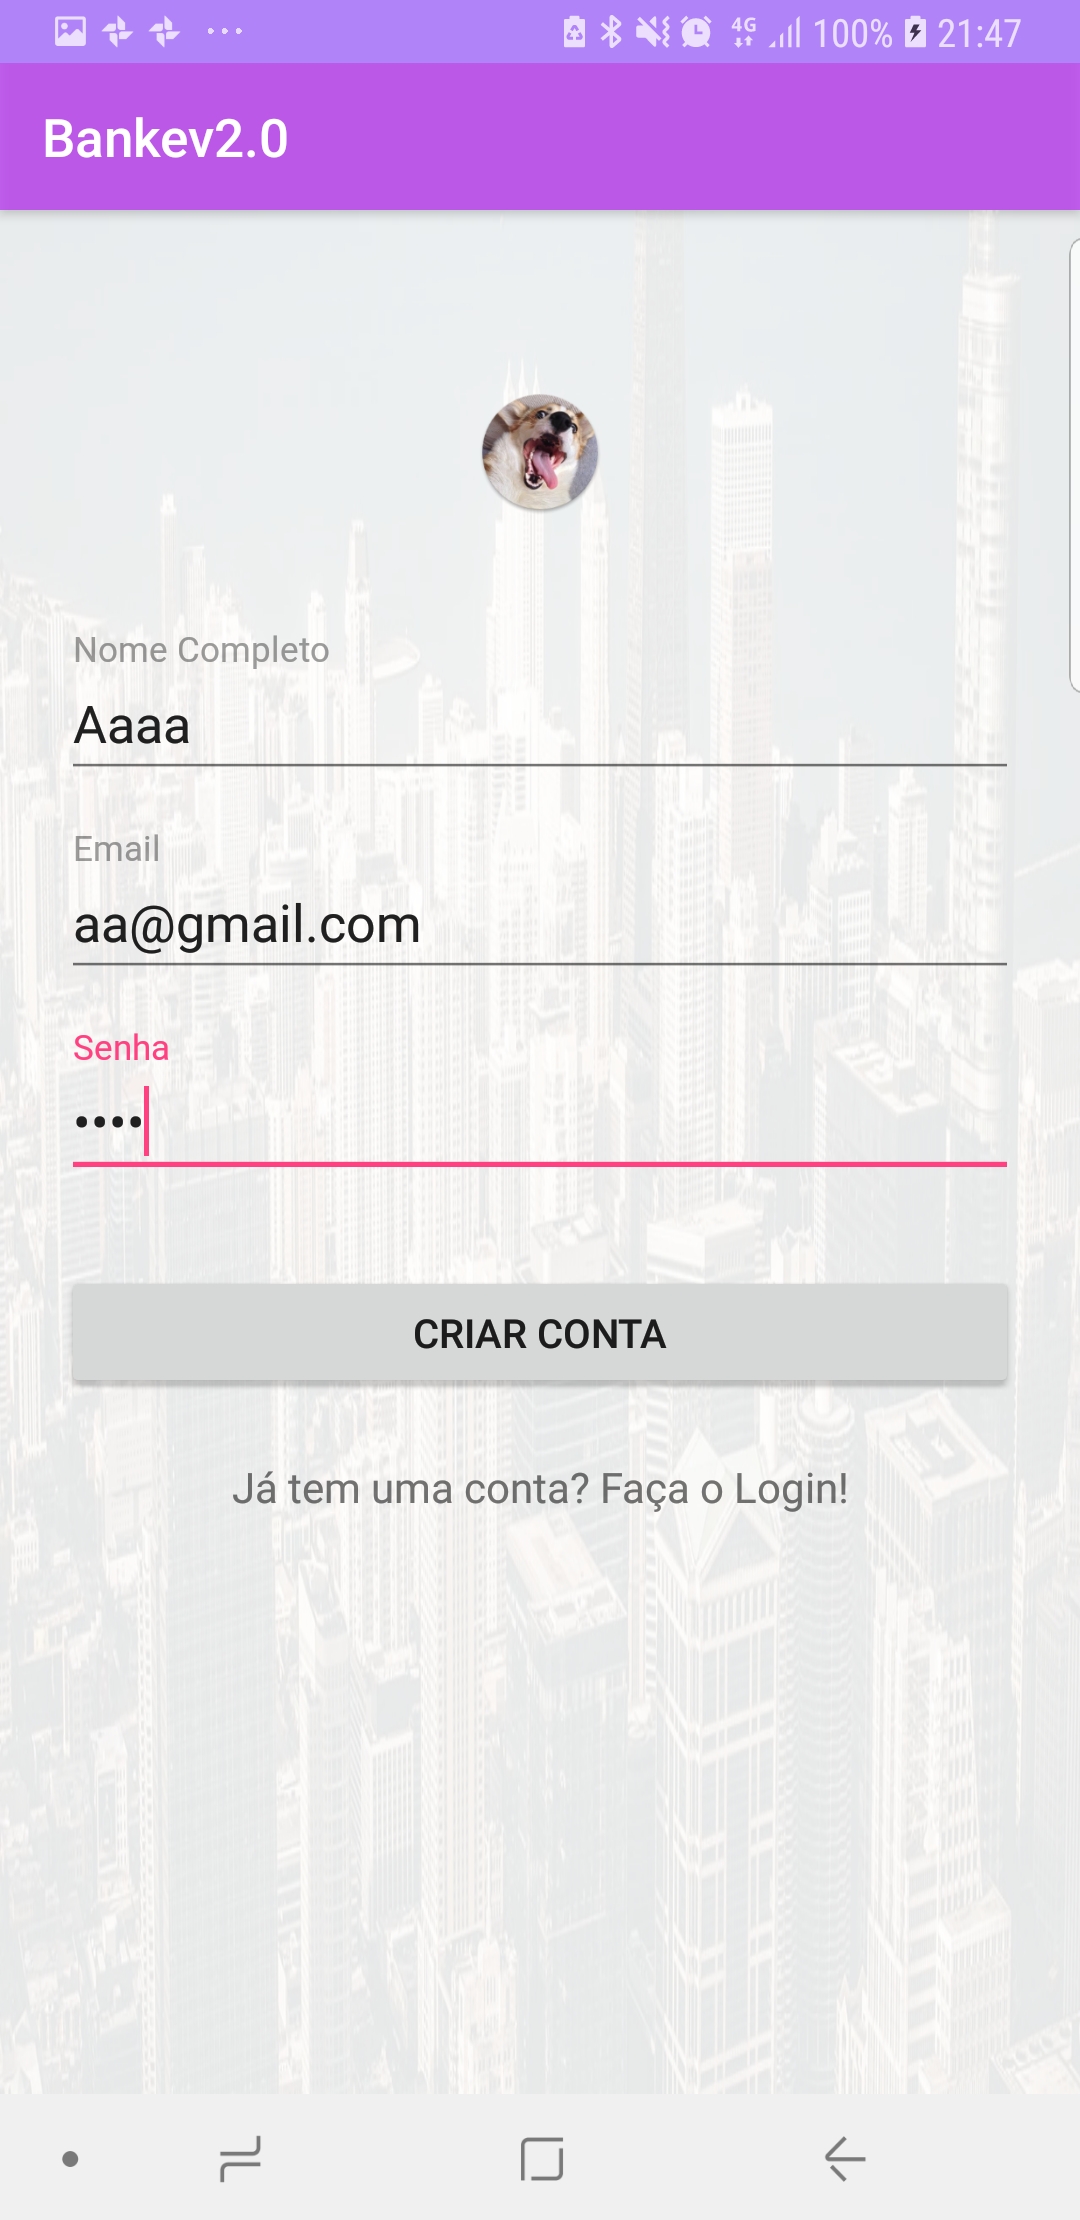 4G 100% 21:47
Bankev2.0
Nome Completo
Aaaa
Email
aa@gmail.com
Senha
••••
CRIAR CONTA
Já tem uma conta? Faça o Login!